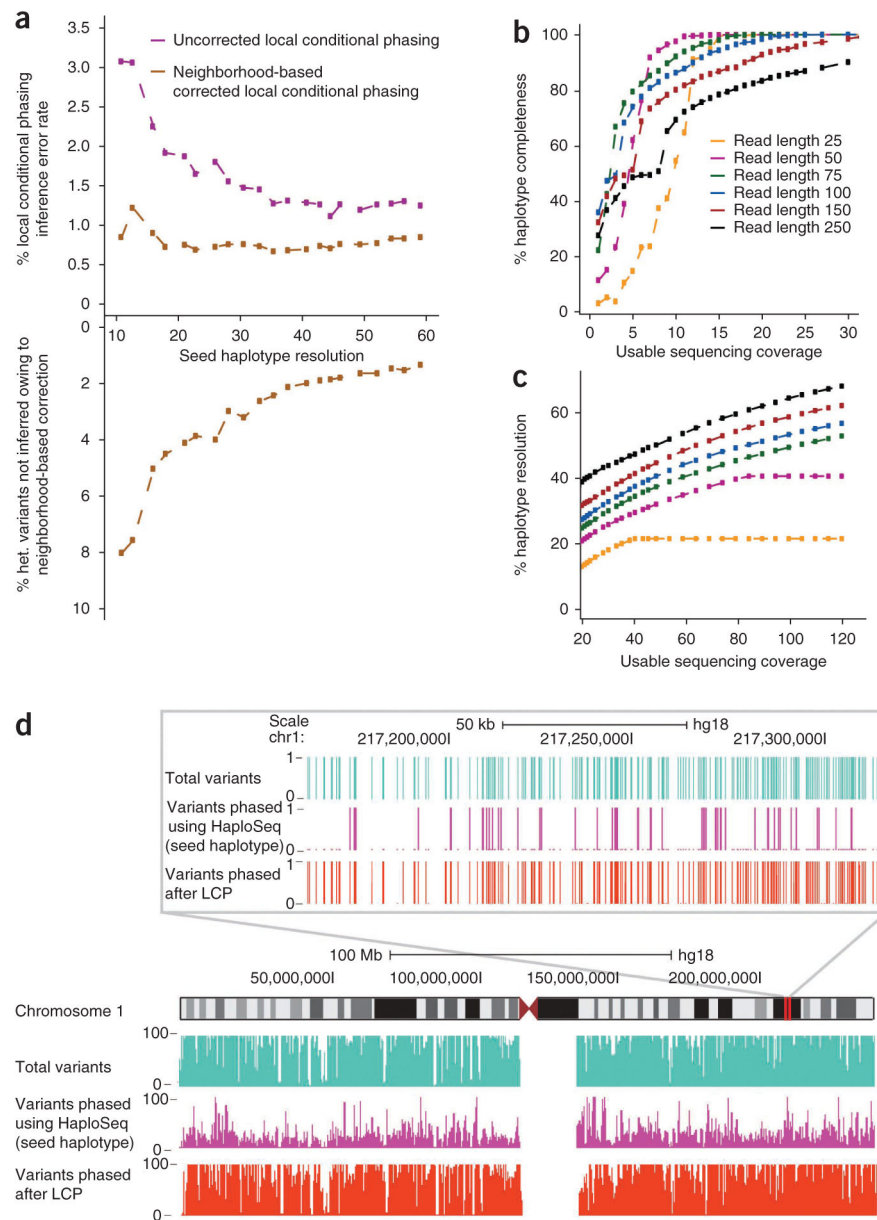 a
Uncorrected local conditional phasing
Neighborhood-based
corrected local conditional phasing
% local conditional phasing
inference error rate
3.5
3.0
2.5
2.0
1.5
1.0
0.5
0
10 20 30 40 50 60
Seed haplotype resolution
% het. variants not inferred owing to
neighborhood-based correction
0
2
4
6
8
10
b
% haplotype completeness
100
80
60
40
20
0
Read length 25
Read length 50
Read length 75
Read length 100
Read length 150
Read length 250
0 5 10 15 20 25 30
Usable sequencing coverage
c
% haplotype resolution
60
40
20
0
20 40 60 80 100 120
Usable sequencing coverage
d
Scale 50 kb hg18
chr1: 217,200,000I 217,250,000I 217,300,000I
Total variants
1
0
Variants phased
using HaploSeq
(seed haplotype)
1
0
Variants phased
after LCP
1
0
100 Mb hg18
50,000,000I 100,000,000I 150,000,000I 200,000,000I
Chromosome 1
Total variants
100
0
Variants phased
using HaploSeq
(seed haplotype)
100
0
Variants phased
after LCP
100
0